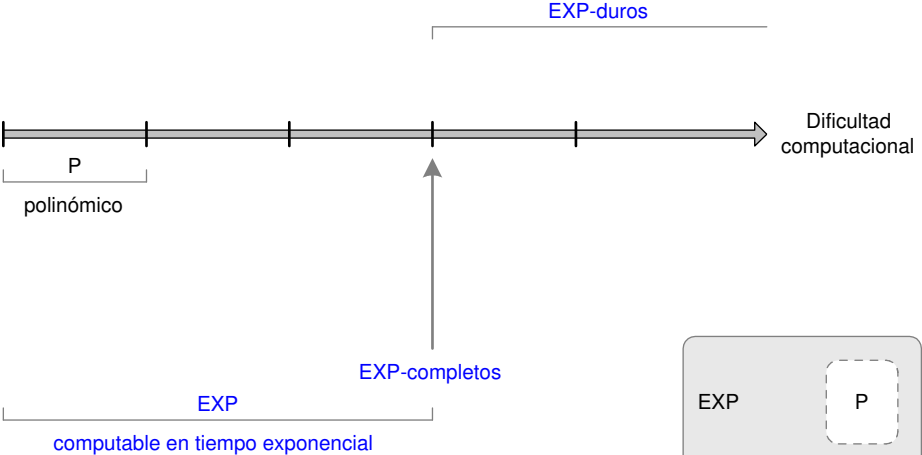 EXP-duros
Dificultad
computacional
P
polinómico
EXP-completos
EXP
computable en tiempo exponencial
EXP
P